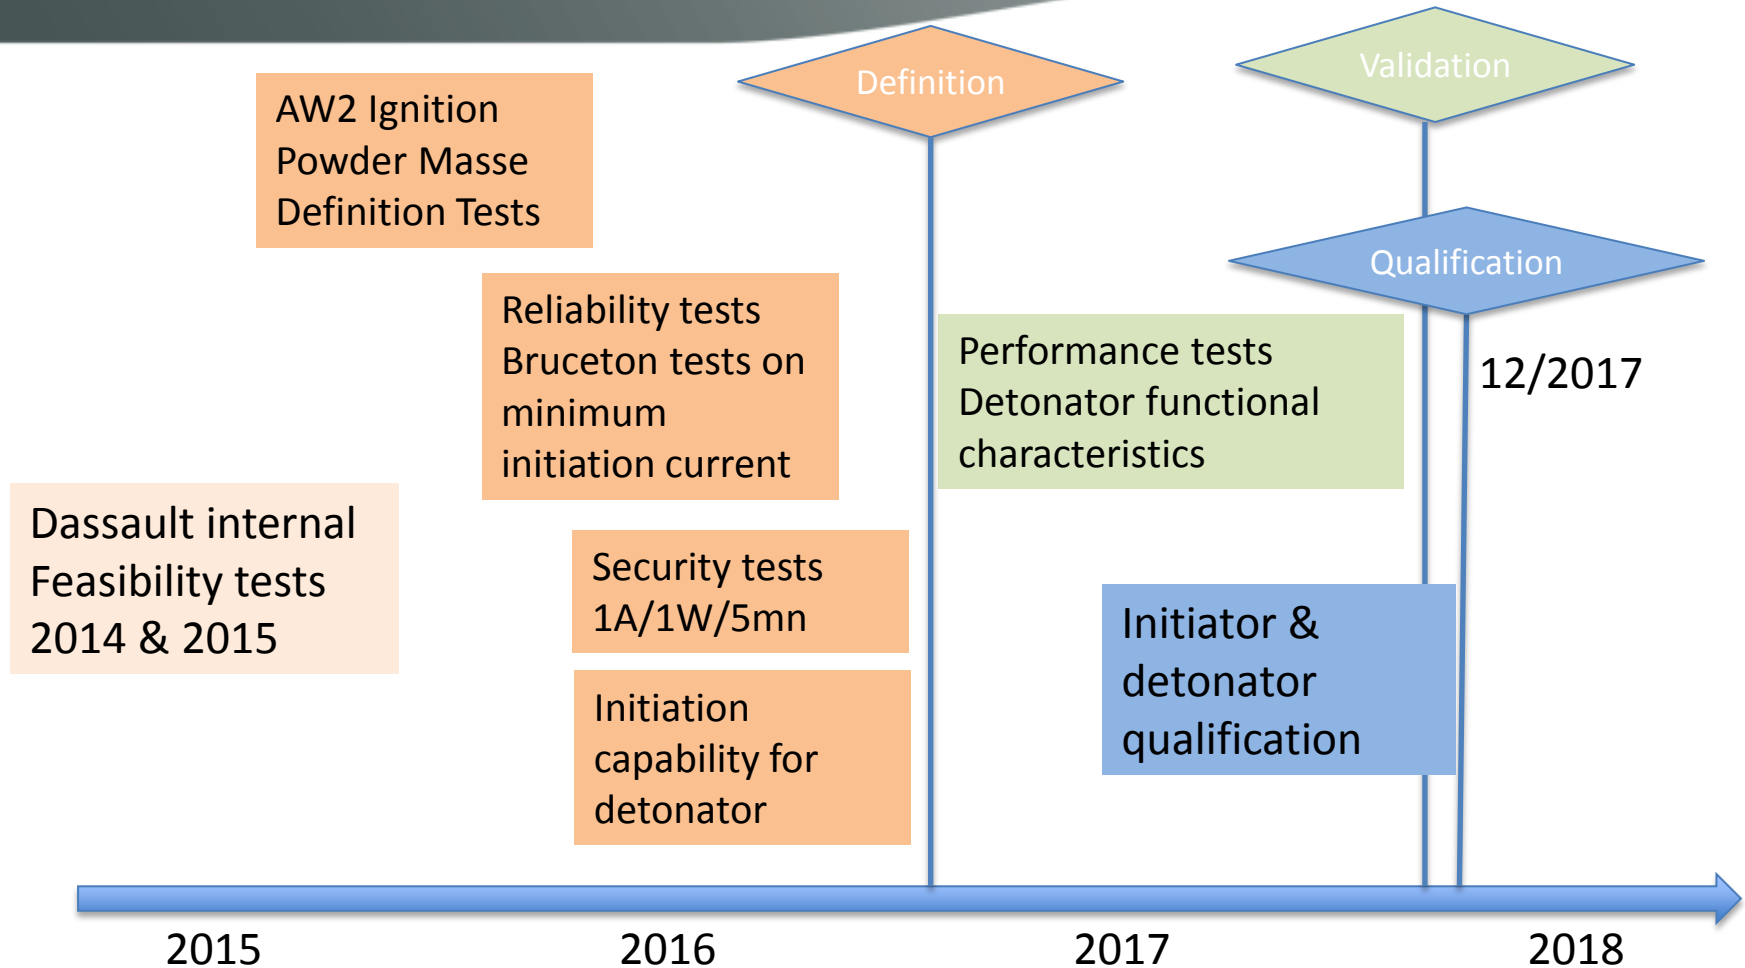 Definition
Validation
AW2 Ignition
Powder Masse
Definition Tests
Qualification
Reliability tests
Bruceton tests on
minimum
initiation current
Performance tests
Detonator functional
characteristics
12/2017
Dassault internal
Feasibility tests
2014 & 2015
Security tests
1A/1W/5mn
Initiator &
detonator
qualification
Initiation
capability for
detonator
2015
2016
2017
2018